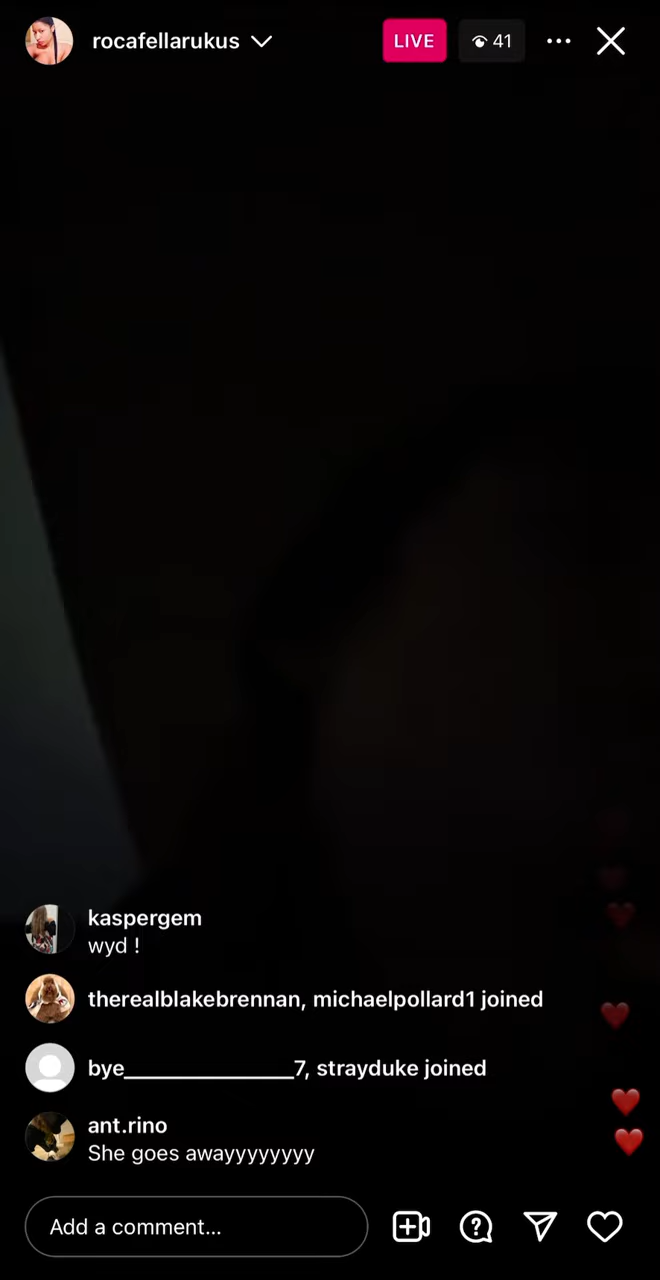 rocafellarukus
LIVE
41
kaspergem
wyd !
therealblakebrennan, michaelpollard1 joined
bye_______________7, strayduke joined
ant.rino
She goes awayyyyyyyy
Add a comment...